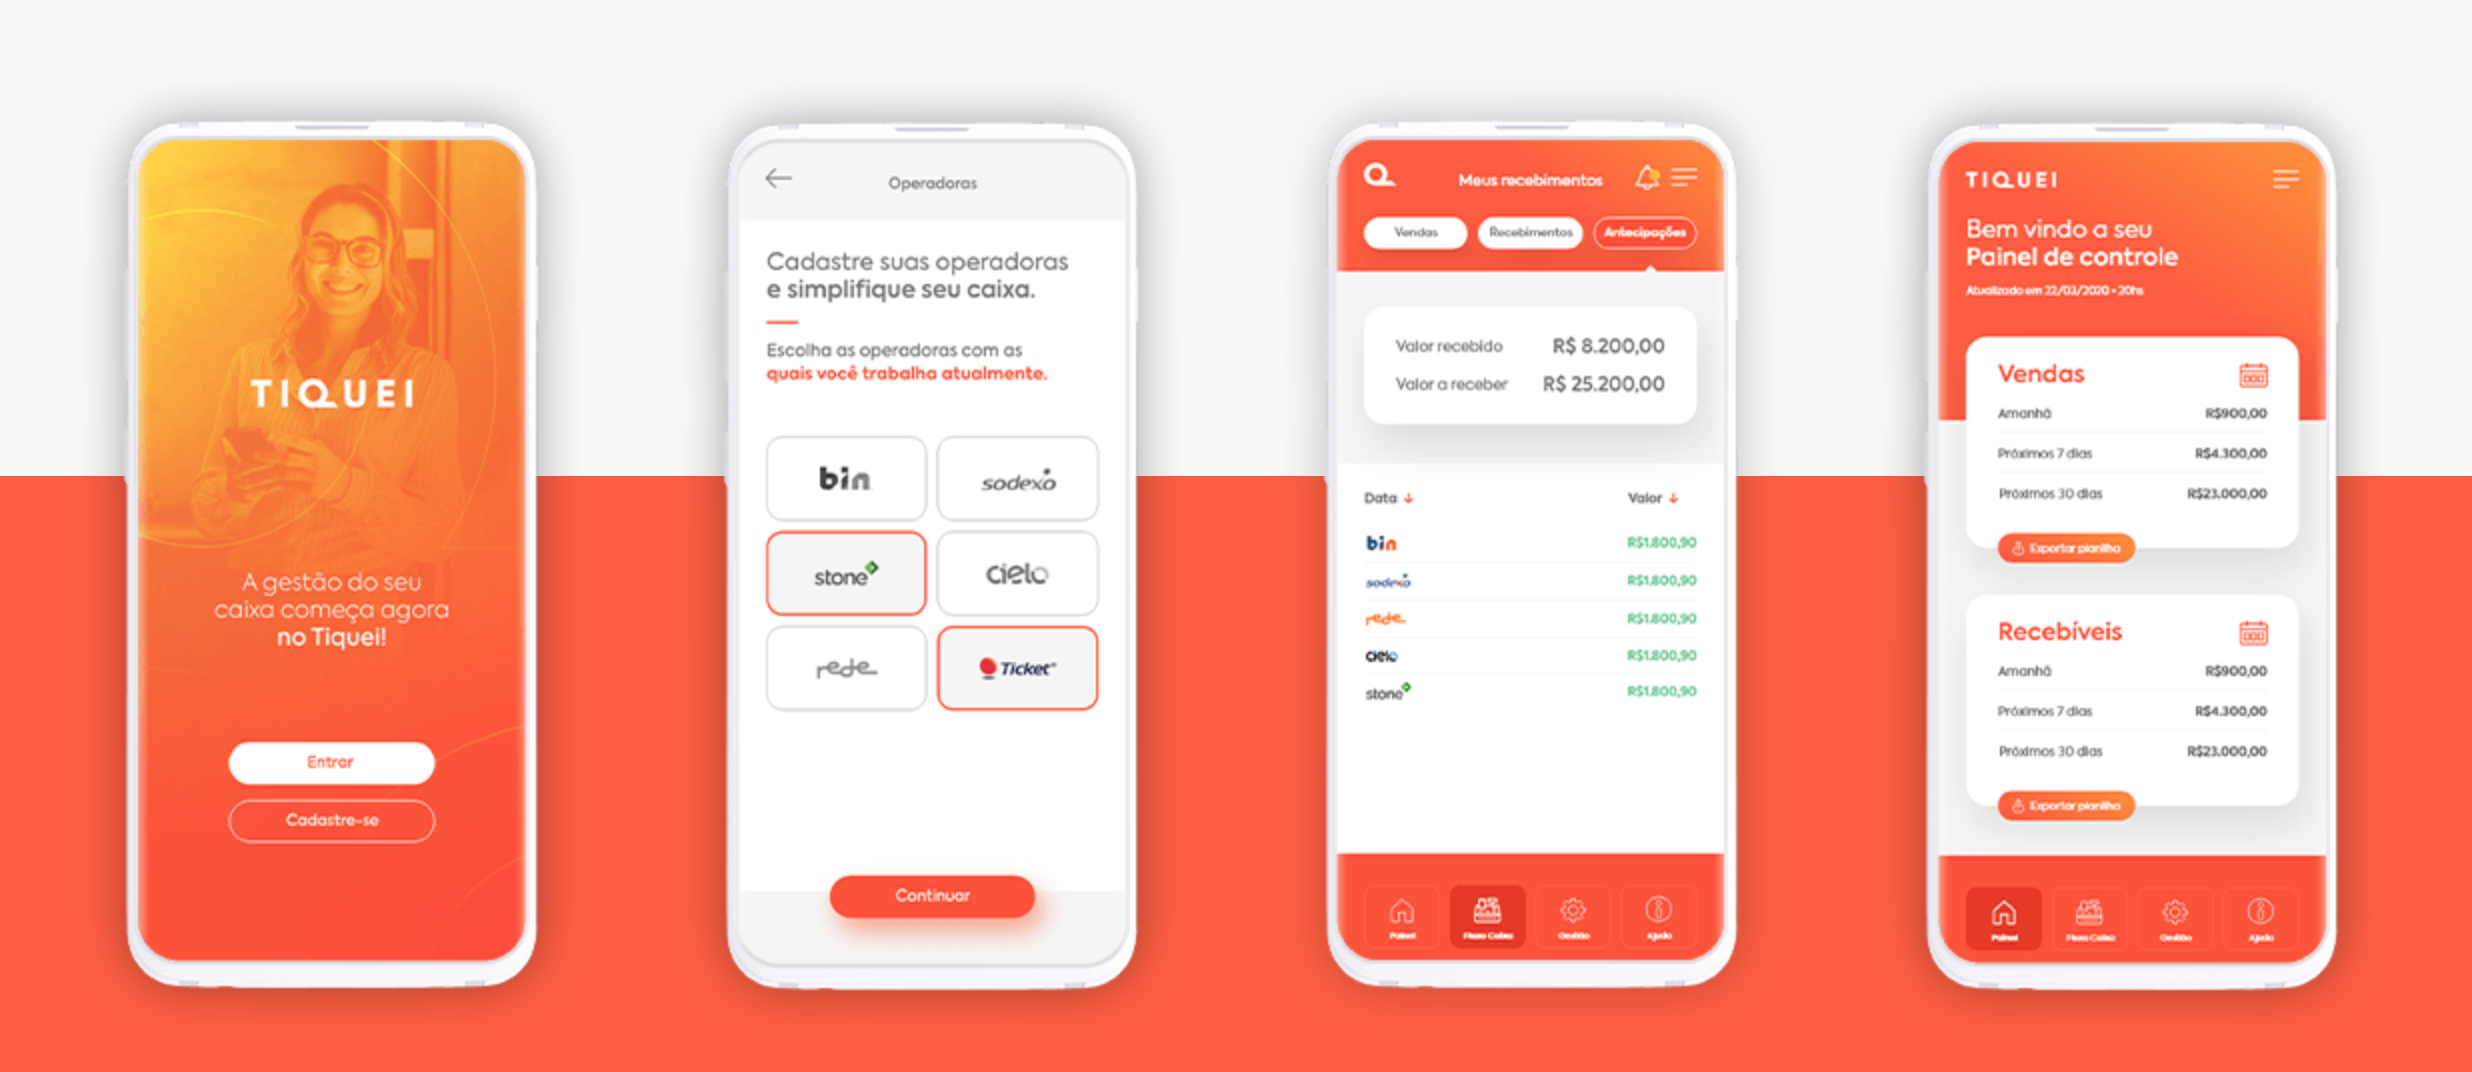 TIQUEI
A gestão do seu
caixa começa agora
no Tiquei!
Entrar
Cadastre-se
Operadoras
Cadastre suas operadoras
e simplifique seu caixa.
Escolha as operadoras com as
quais você trabalha atualmente.
bin
sodexo
stone
cielo
rede
Ticket
Continuar
Meus recebimentos
Vendas
Recebimentos
Antecipações
Valor recebido R$ 8.200,00
Valor a receber R$ 25.200,00
Data Valor
bin R$1.800,90
sodexo R$1.800,90
rede R$1.800,90
cielo R$1.800,90
stone R$1.800,90
Painel
Fluxo Caixa
Gestão
Ajuda
TIQUEI
Bem vindo a seu
Painel de controle
Atualizado em 22/03/2020 • 20hs
Vendas
Amanhã R$900,00
Próximos 7 dias R$4.300,00
Próximos 30 dias R$23.000,00
Exportar planilha
Recebíveis
Amanhã R$900,00
Próximos 7 dias R$4.300,00
Próximos 30 dias R$23.000,00
Exportar planilha
Painel
Fluxo Caixa
Gestão
Ajuda